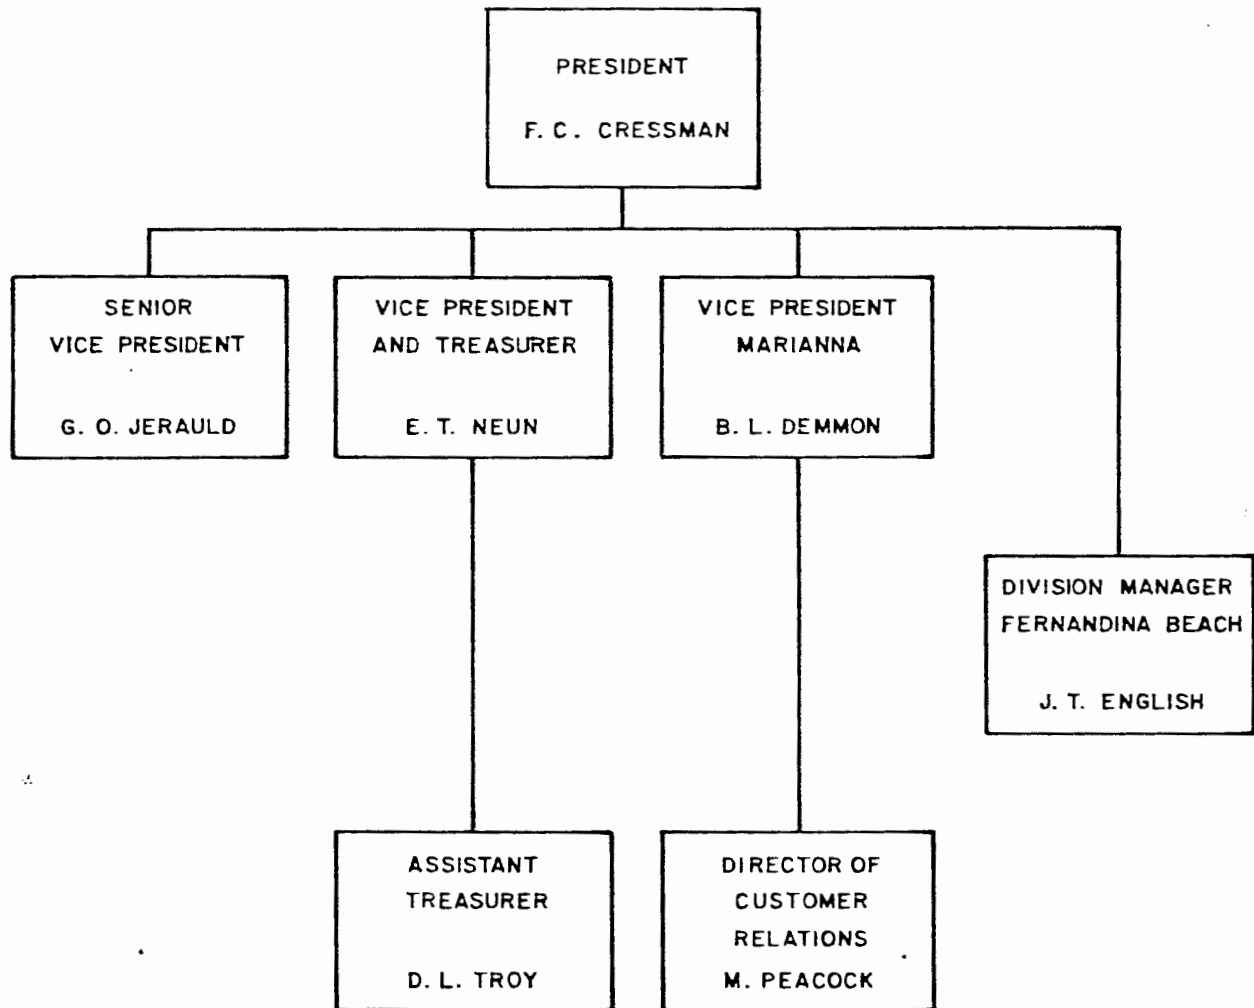 PRESIDENT
F. C. CRESSMAN
SENIOR
VICE PRESIDENT
G. O. JERAULD
VICE PRESIDENT
AND TREASURER
E. T. NEUN
VICE PRESIDENT
MARIANNA
B. L. DEMMON
DIVISION MANAGER
FERNANDINA BEACH
J. T. ENGLISH
ASSISTANT
TREASURER
D. L. TROY
DIRECTOR OF
CUSTOMER
RELATIONS
M. PEACOCK